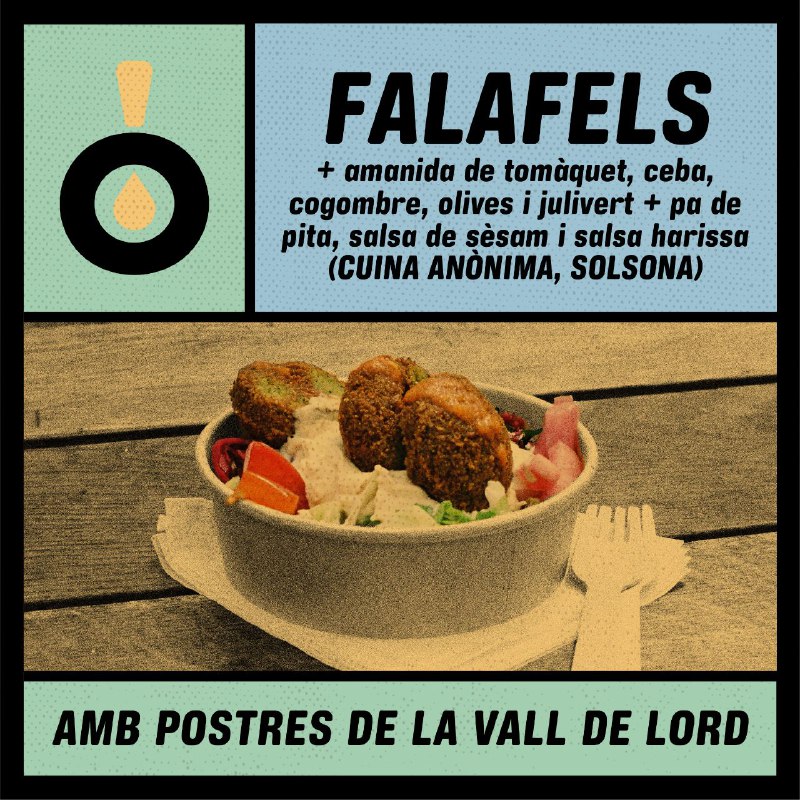 FALAFELS
+ amanida de tomàquet, ceba,
cogombre, olives i julivert + pa de
pita, salsa de sèsam i salsa harissa
(CUINA ANÒNIMA, SOLSONA)
AMB POSTRES DE LA VALL DE LORD